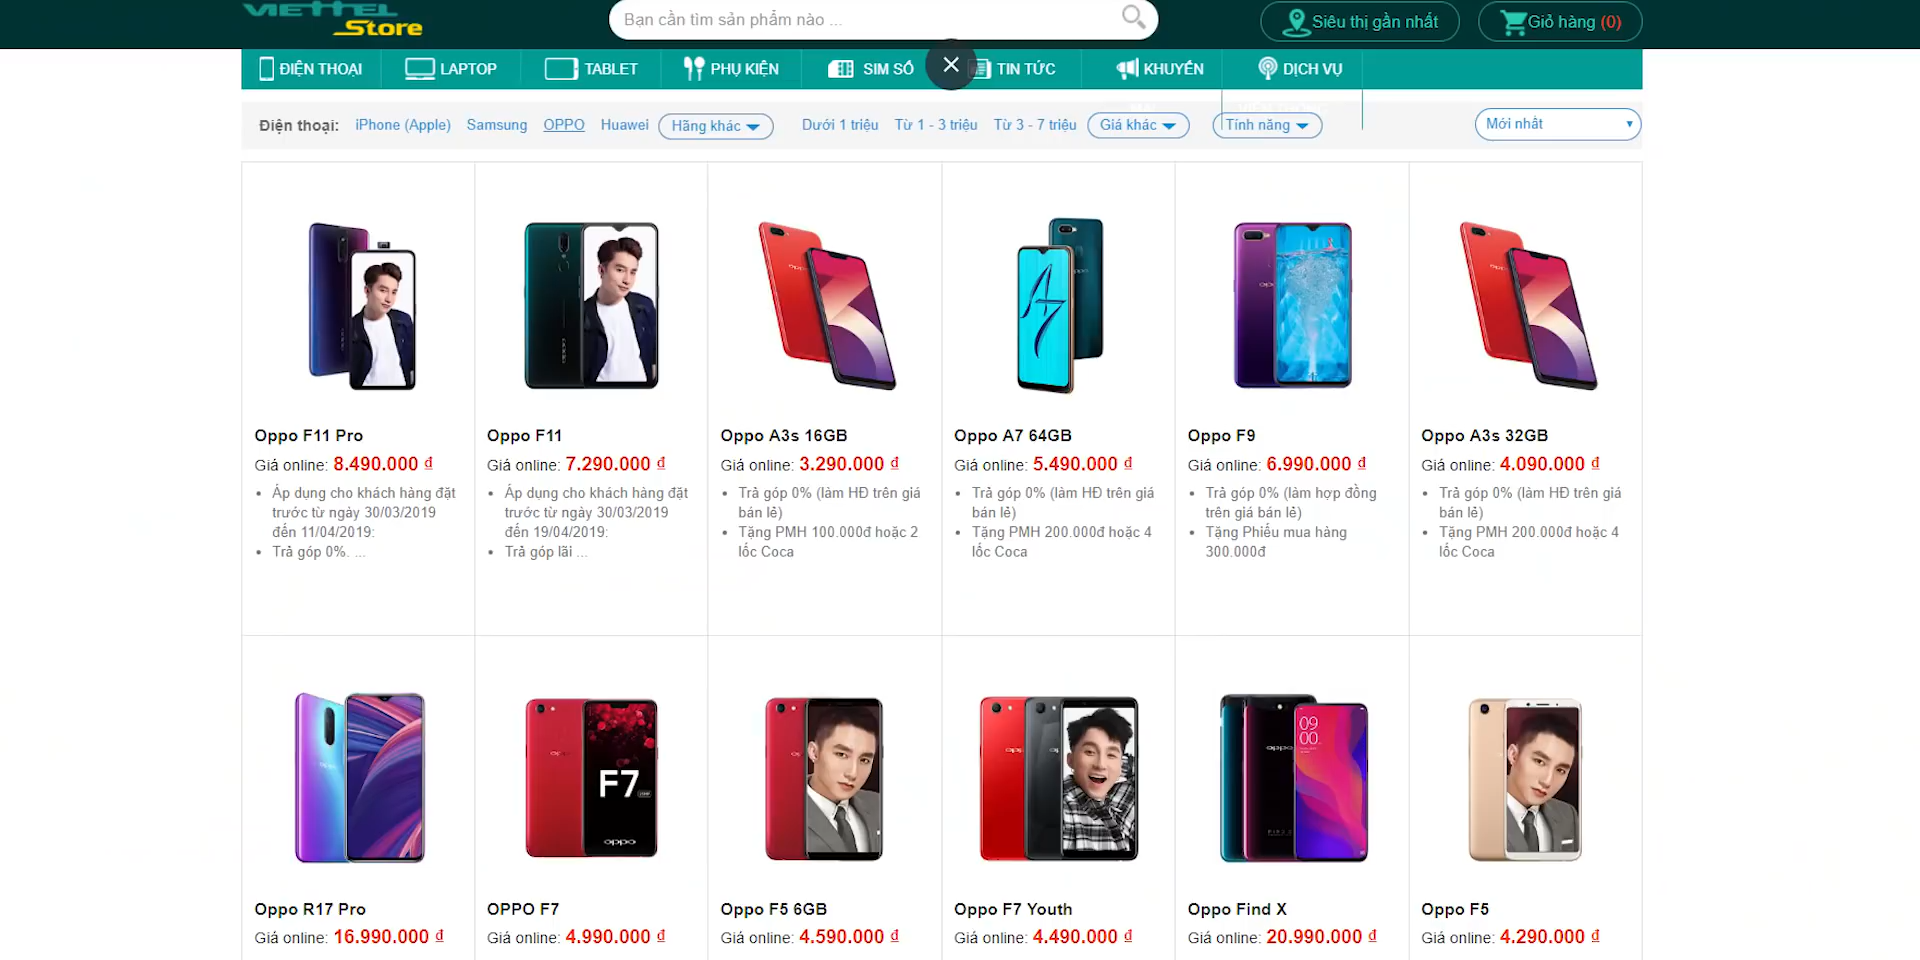 VIETTEL
Store
Bạn cần tìm sản phẩm nào ...
Siêu thị gần nhất
Giỏ hàng (0)
ĐIỆN THOẠI
LAPTOP
TABLET
PHỤ KIỆN
SIM SỐ
TIN TỨC
KHUYẾN
DỊCH VỤ
Điện thoại: iPhone (Apple) Samsung OPPO Huawei Hãng khác Dưới 1 triệu Từ 1 - 3 triệu Từ 3 - 7 triệu Giá khác Tính năng Mới nhất
A7
Oppo F11 Pro
Giá online: 8.490.000 ₫
Áp dụng cho khách hàng đặt
trước từ ngày 30/03/2019
đến 11/04/2019:
Trả góp 0%. ...
Oppo F11
Giá online: 7.290.000 ₫
Áp dụng cho khách hàng đặt
trước từ ngày 30/03/2019
đến 19/04/2019:
Trả góp lãi ...
Oppo A3s 16GB
Giá online: 3.290.000 ₫
Trả góp 0% (làm HĐ trên giá
bán lẻ)
Tặng PMH 100.000đ hoặc 2
lốc Coca
Oppo A7 64GB
Giá online: 5.490.000 ₫
Trả góp 0% (làm HĐ trên giá
bán lẻ)
Tặng PMH 200.000đ hoặc 4
lốc Coca
Oppo F9
Giá online: 6.990.000 ₫
Trả góp 0% (làm hợp đồng
trên giá bán lẻ)
Tặng Phiếu mua hàng
300.000đ
Oppo A3s 32GB
Giá online: 4.090.000 ₫
Trả góp 0% (làm HĐ trên giá
bán lẻ)
Tặng PMH 200.000đ hoặc 4
lốc Coca
F7
oppo
oppo
09
00
Oppo R17 Pro
Giá online: 16.990.000 ₫
OPPO F7
Giá online: 4.990.000 ₫
Oppo F5 6GB
Giá online: 4.590.000 ₫
Oppo F7 Youth
Giá online: 4.490.000 ₫
Oppo Find X
Giá online: 20.990.000 ₫
Oppo F5
Giá online: 4.290.000 ₫